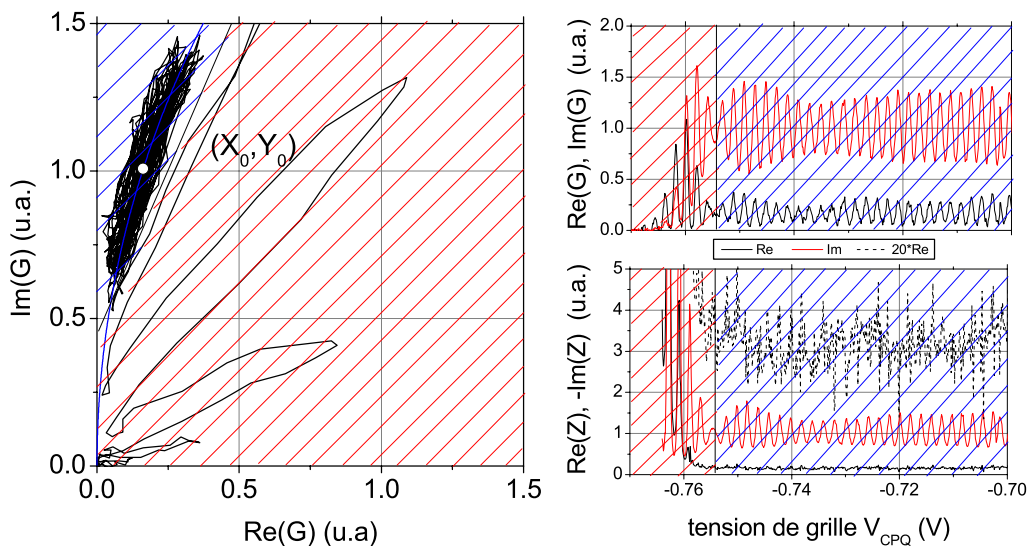 1.5
1.0
0.5
0.0
0.0
0.5
1.0
1.5
Im(G) (u.a.)
Re(G) (u.a)
(X0,Y0)
2.0
1.5
1.0
0.5
0.0
Re(G), Im(G) (u.a.)
Re
Im
20*Re
5
4
3
2
1
0
Re(Z), -Im(Z) (u.a.)
-0.76
-0.74
-0.72
-0.70
tension de grille VCPQ (V)